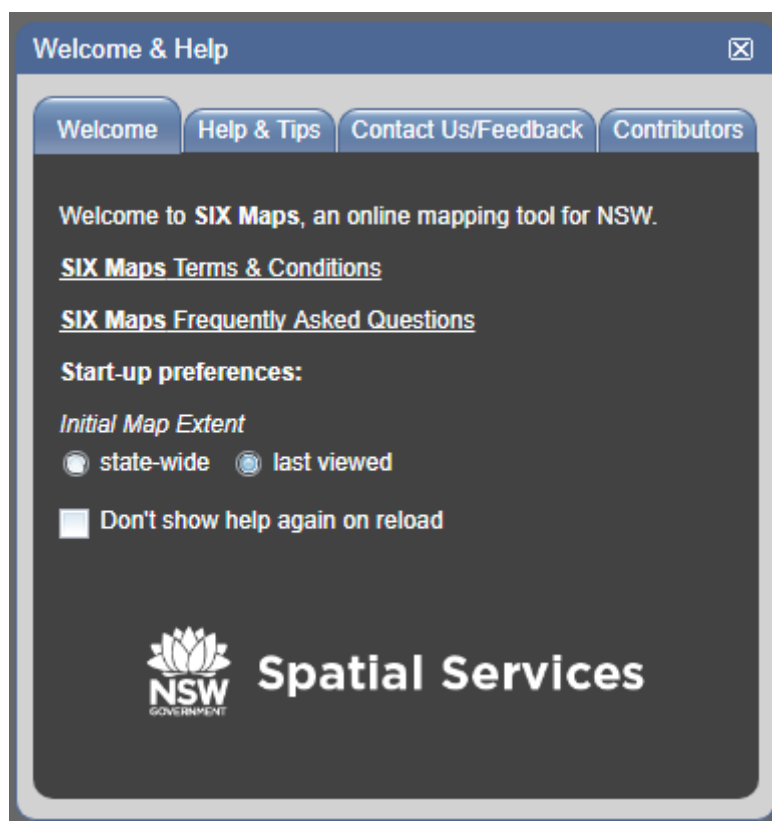 Welcome & Help
Welcome
Help & Tips
Contact Us/Feedback
Contributors
Welcome to SIX Maps, an online mapping tool for NSW.
SIX Maps Terms & Conditions
SIX Maps Frequently Asked Questions
Start-up preferences:
Initial Map Extent
state-wide last viewed
Don't show help again on reload
NSW
GOVERNMENT
Spatial Services